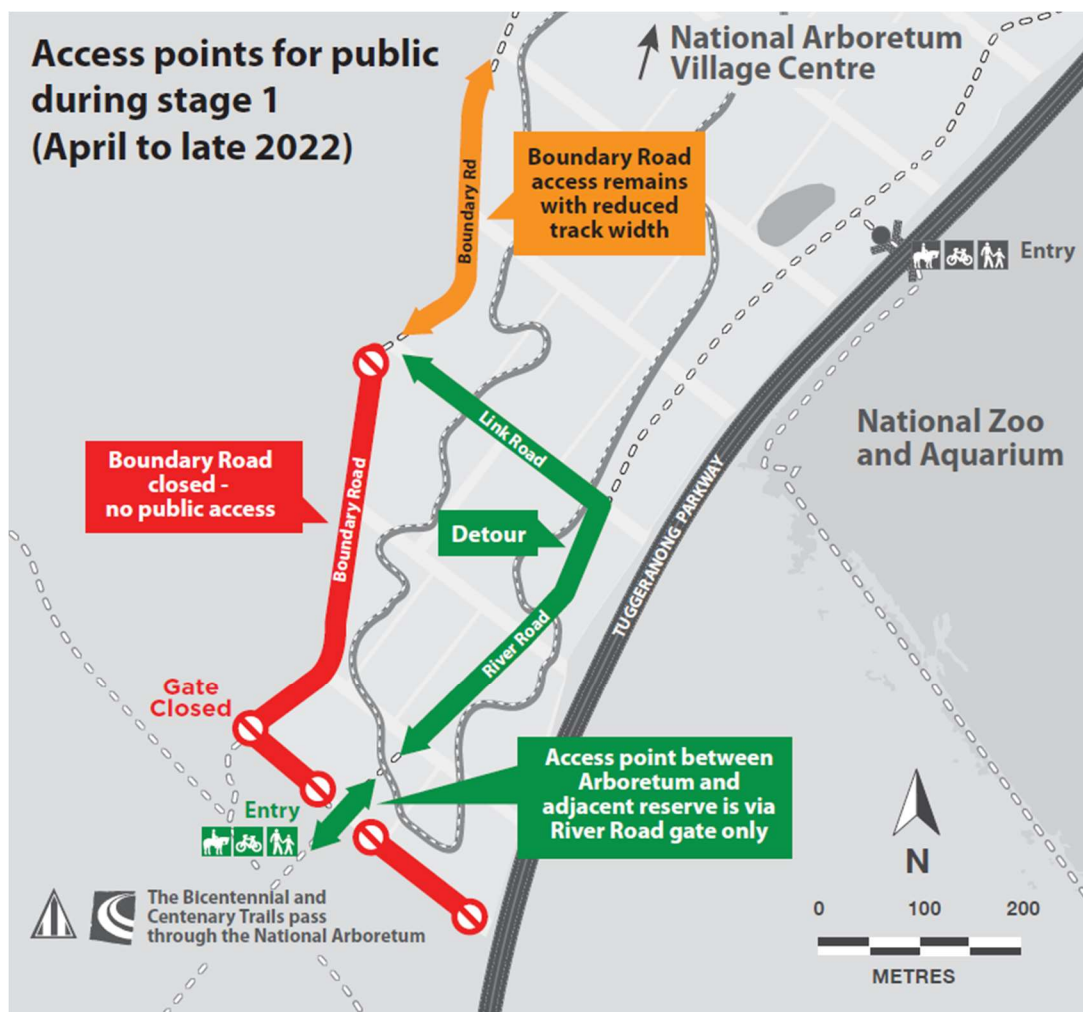 Access points for public
during stage 1
(April to late 2022)
National Arboretum
Village Centre
Boundary Rd
Boundary Road
access remains
with reduced
track width
Entry
Link Road
National Zoo
and Aquarium
Boundary Road
closed -
no public access
Boundary Road
Detour
TUGGERANONG PARKWAY
River Road
Gate
Closed
Access point between
Arboretum and
adjacent reserve is via
River Road gate only
Entry
The Bicentennial and
Centenary Trails pass
through the National Arboretum
N
0 100 200
METRES